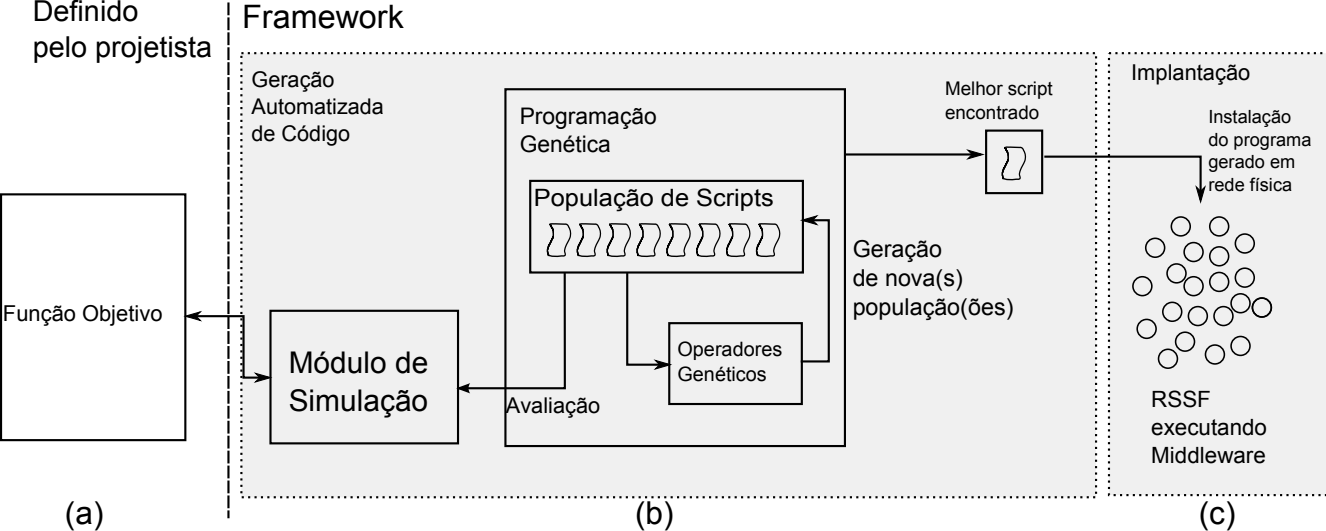 Definido
pelo projetista
Framework
Geração
Automatizada
de Código
Programação
Genética
Melhor script
encontrado
Implantação
Instalação
do programa
gerado em
rede física
População de Scripts
Geração
de nova(s)
população(ões)
Função Objetivo
Módulo de
Simulação
Operadores
Genéticos
Avaliação
RSSF
executando
Middleware
(a)
(b)
(c)